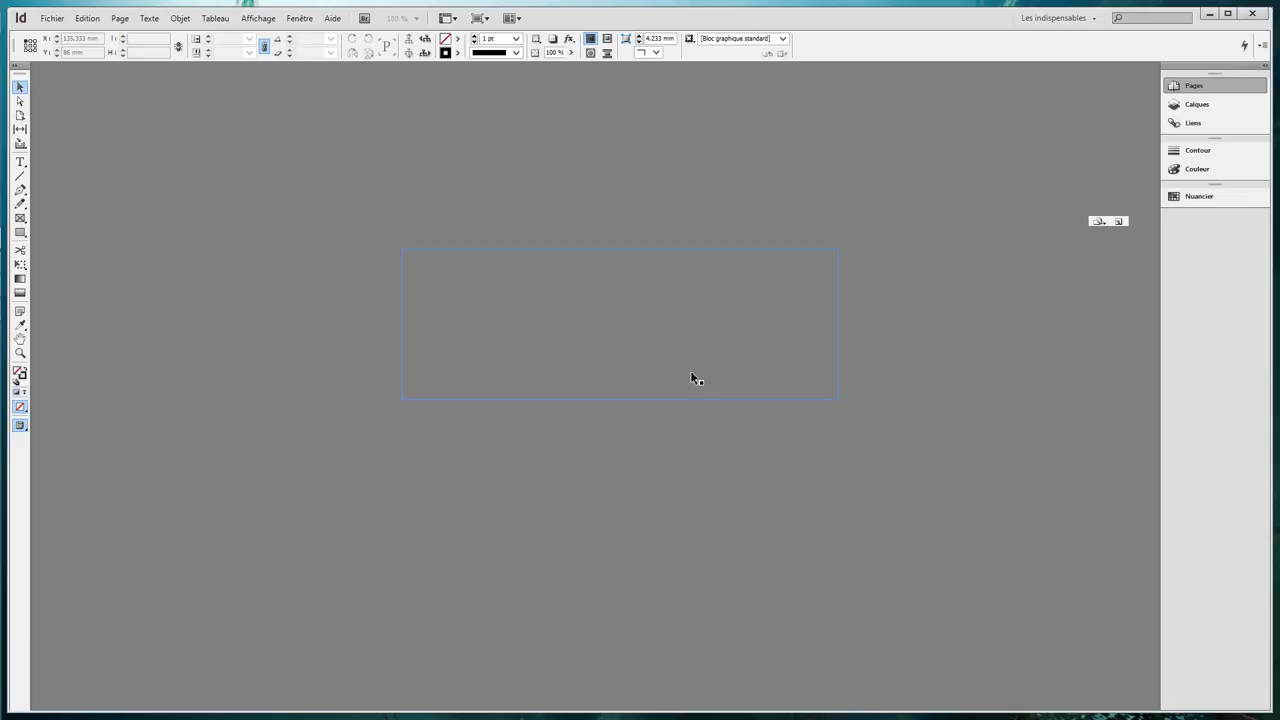 Id Fichier Edition Page Texte Objet Tableau Affichage Fenêtre Aide Br 100 % Les indispensables
X : 135,333 mm L : 1 pt 4,233 mm [Bloc graphique standard]
Y : 86 mm H : P 100 %
Pages
Calques
Liens
Contour
Couleur
Nuancier
T